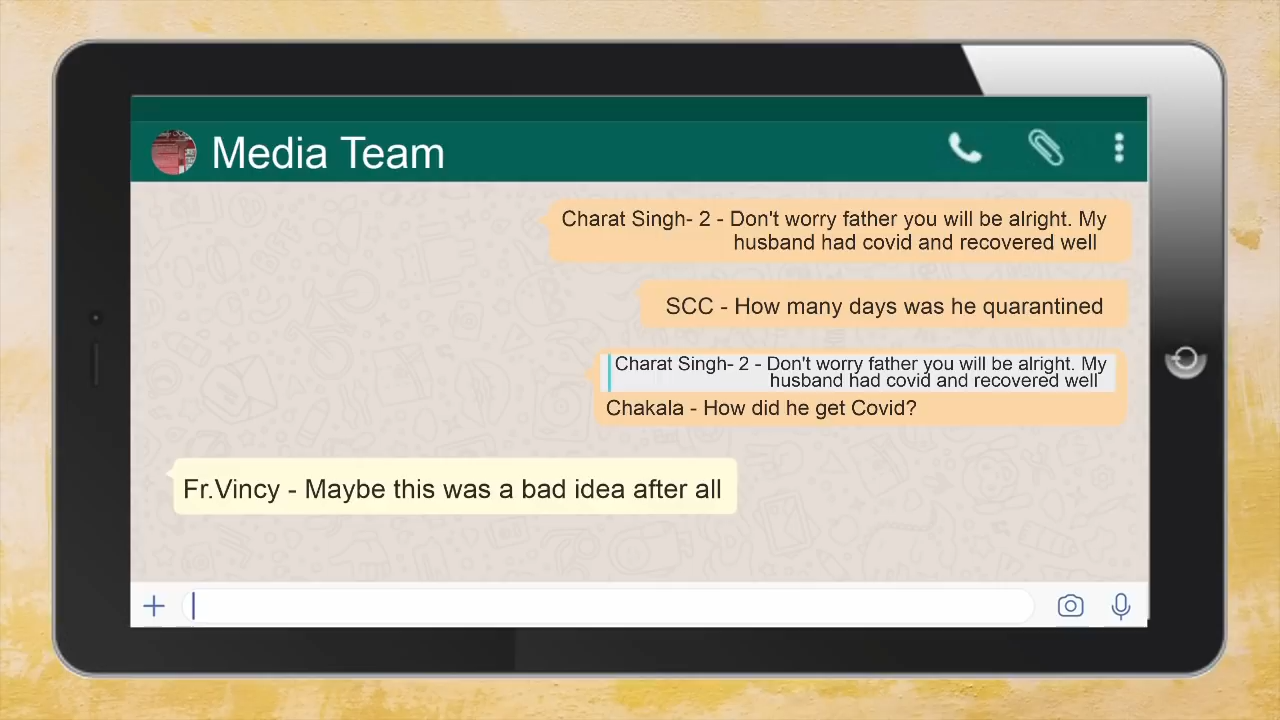 Media Team
Charat Singh- 2 - Don't worry father you will be alright. My
husband had covid and recovered well
SCC - How many days was he quarantined
Charat Singh- 2 - Don't worry father you will be alright. My
husband had covid and recovered well
Chakala - How did he get Covid?
Fr.Vincy - Maybe this was a bad idea after all